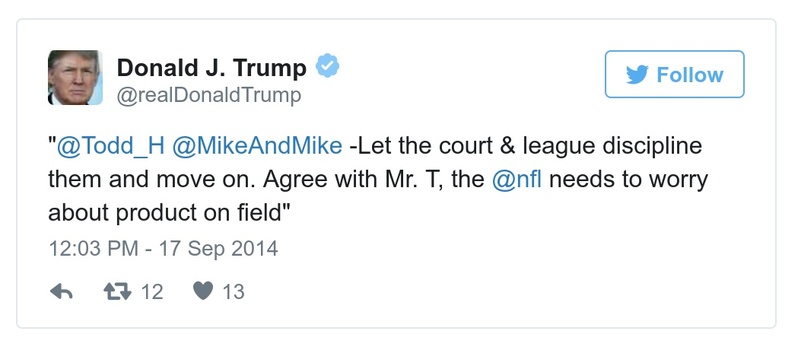 Donald J. Trump
@realDonaldTrump
Follow
"@Todd_H @MikeAndMike -Let the court & league discipline
them and move on. Agree with Mr. T, the @nfl needs to worry
about product on field"
12:03 PM - 17 Sep 2014
12 13